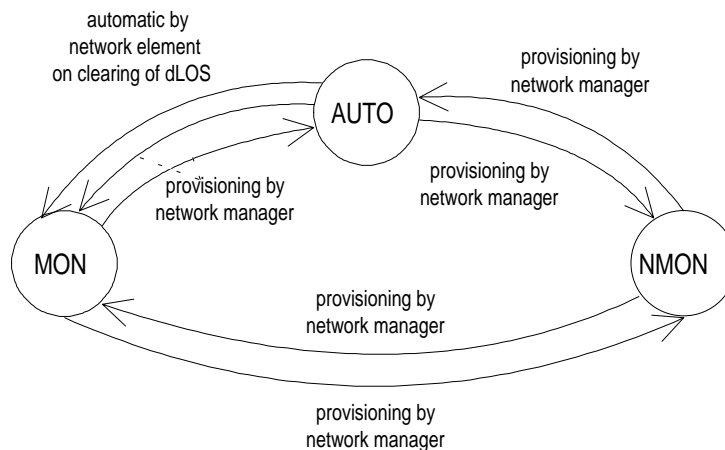 automatic by
network element
on clearing of dLOS
provisioning by
network manager
AUTO
provisioning by
network manager
provisioning by
network manager
MON
NMON
provisioning by
network manager
provisioning by
network manager